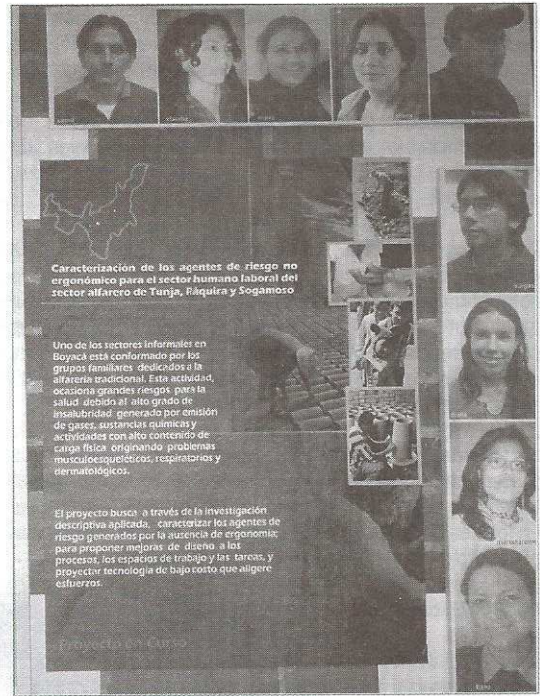 Caracterización de los agentes de riesgo no
ergonómico para el sector humano laboral del
sector alfarero de Tunja, Ráquira y Sogamoso
Uno de los sectores informales en
Boyacá está conformado por los
grupos familiares dedicados a la
alfarería tradicional. Esta actividad,
ocasiona grandes riesgos para la
salud debido al alto grado de
insalubridad generado por emisión
de gases, sustancias químicas y
actividades con alto contenido de
carga física originando problemas
musculoesqueléticos, respiratorios y
dermatológicos.
El proyecto busca a través de la investigación
descriptiva aplicada, caracterizar los agentes de
riesgo generados por la ausencia de ergonomía;
para proponer mejoras de diseño a los
procesos, los espacios de trabajo y las tareas, y
proyectar tecnología de bajo costo que aligere
esfuerzos.
Proyecto en Curso